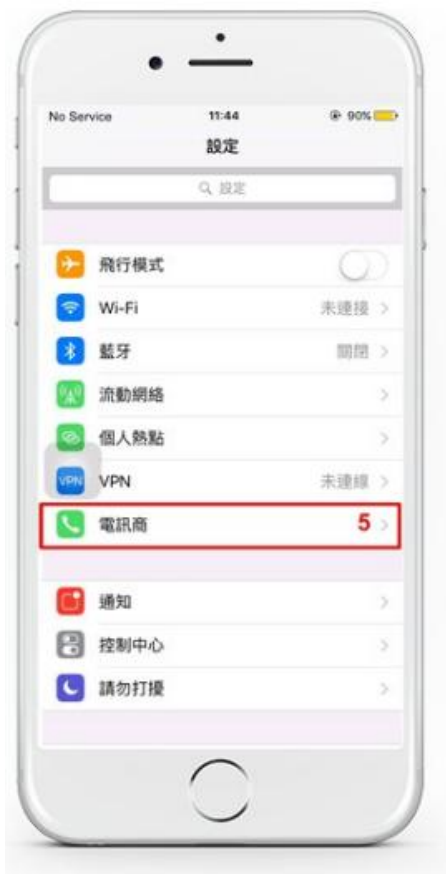 No Service 11:44 90%
設定
設定
飛行模式
Wi-Fi 未連接
藍牙 關閉
流動網絡
個人熱點
VPN VPN 未連線
電訊商 5
通知
控制中心
請勿打擾